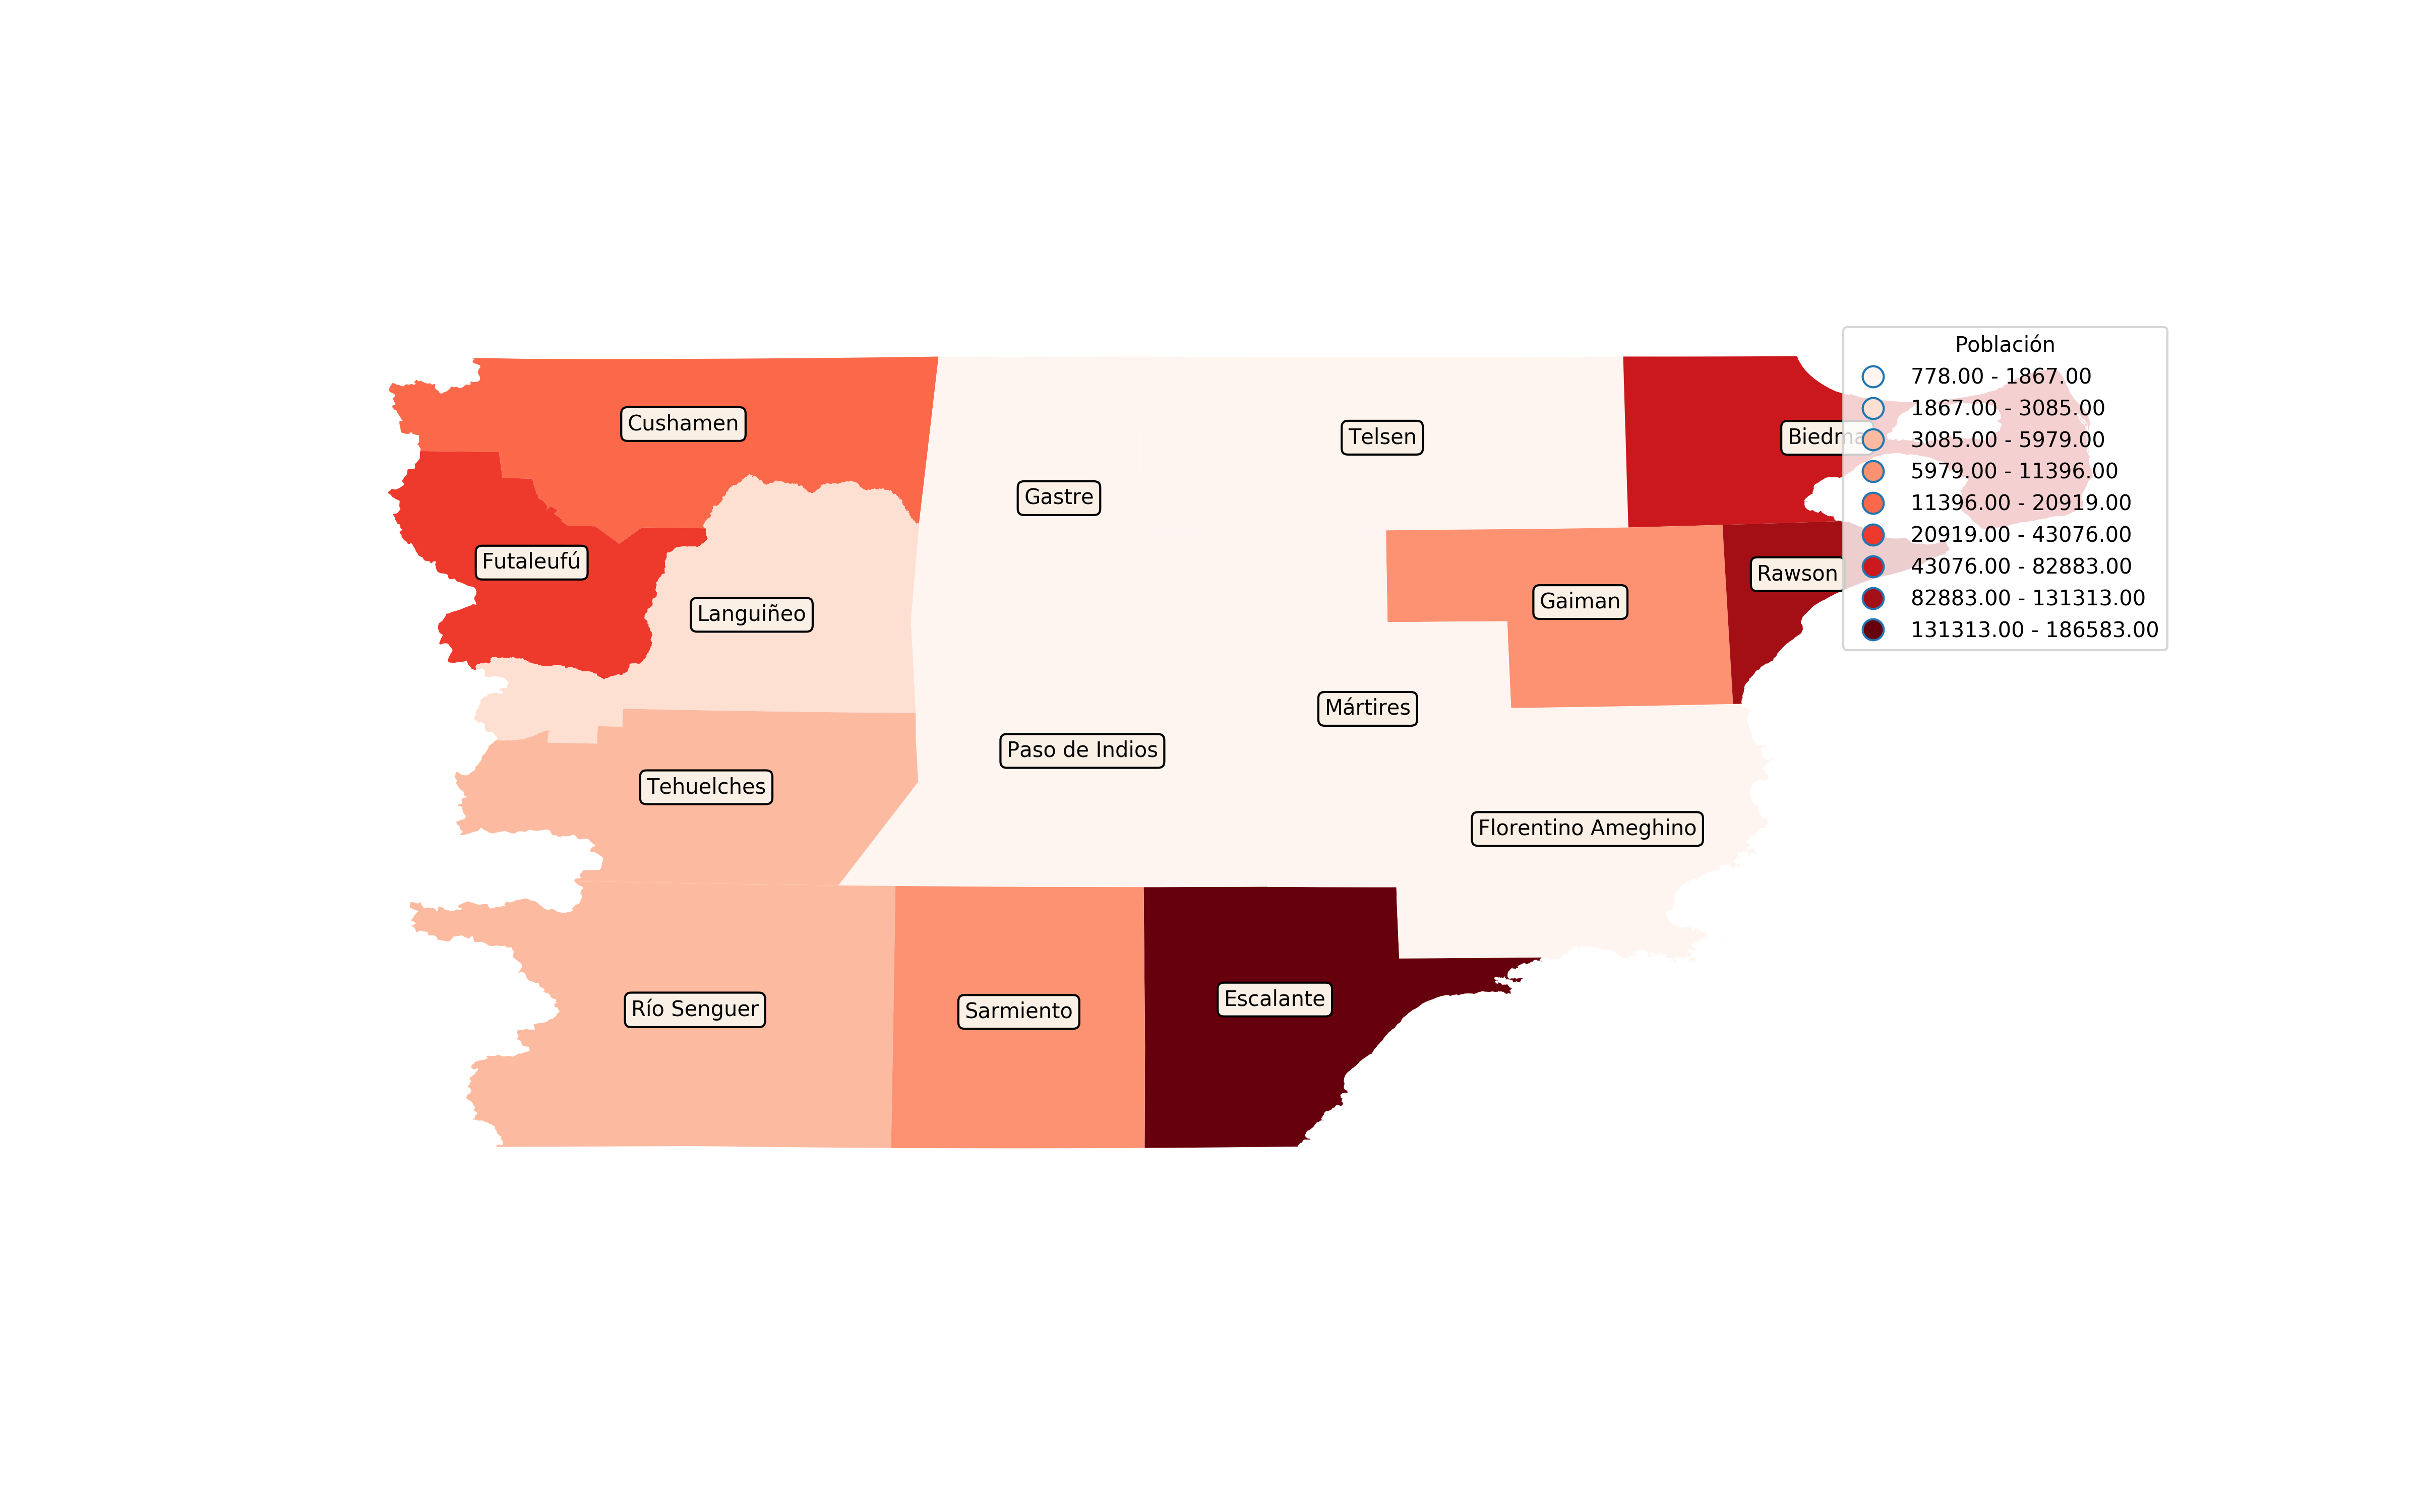 Cushamen
Telsen
Biedma
Gastre
Futaleufú
Rawson
Gaiman
Languiñeo
Mártires
Paso de Indios
Tehuelches
Florentino Ameghino
Escalante
Río Senguer
Sarmiento
Población
778.00 - 1867.00
1867.00 - 3085.00
3085.00 - 5979.00
5979.00 - 11396.00
11396.00 - 20919.00
20919.00 - 43076.00
43076.00 - 82883.00
82883.00 - 131313.00
131313.00 - 186583.00